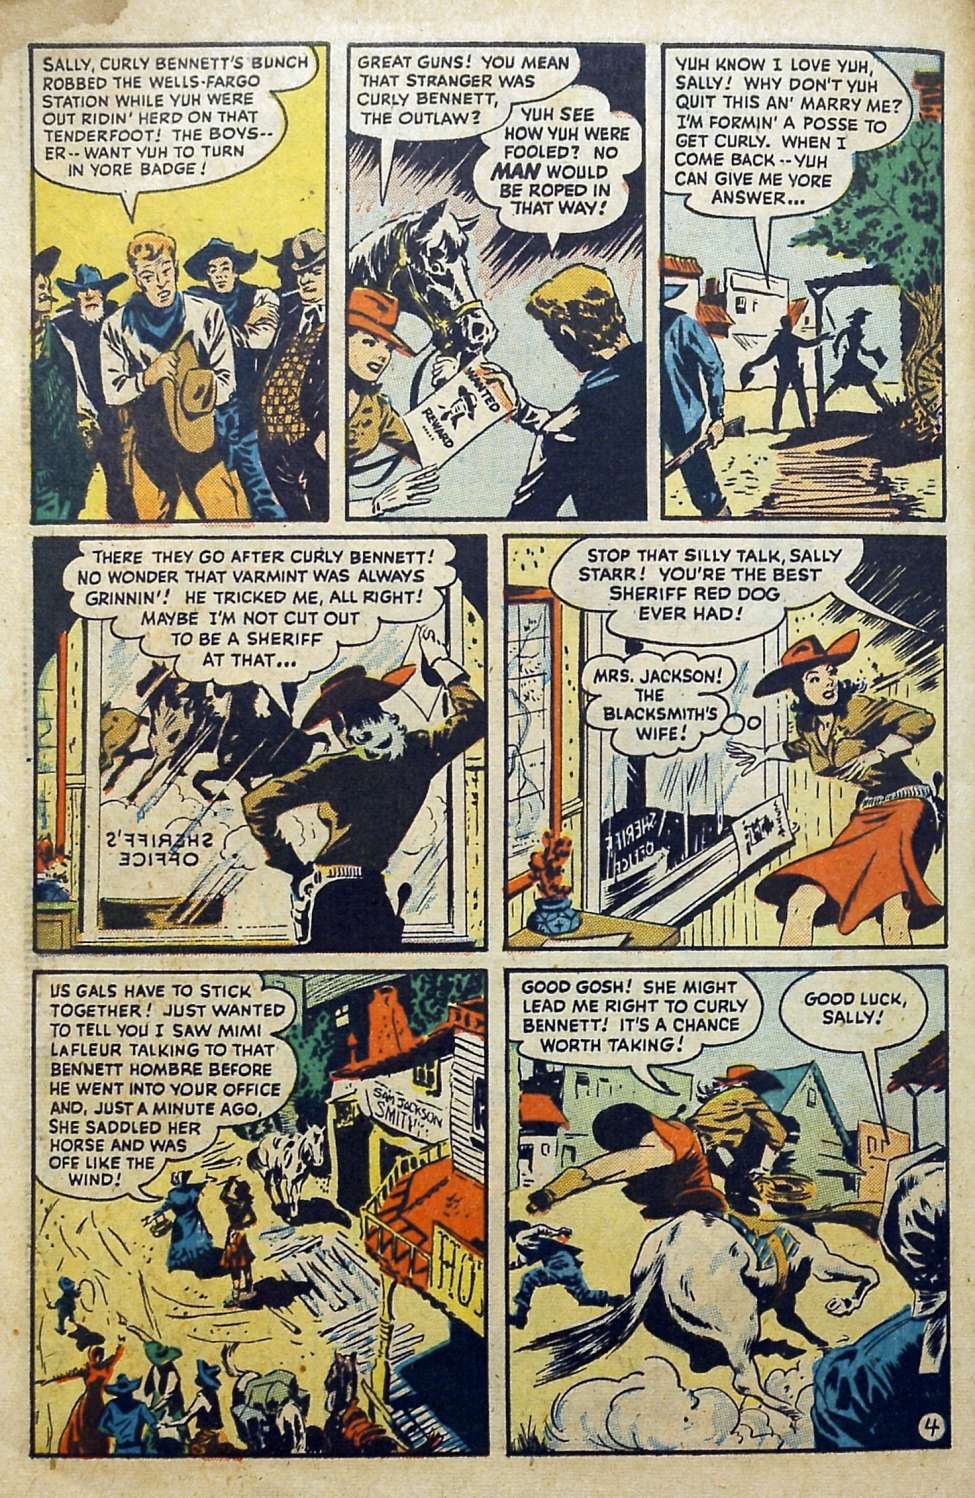 SALLY, CURLY BENNETT'S BUNCH
ROBBED THE WELLS-FARGO
STATION WHILE YUH WERE
OUT RIDIN' HERD ON THAT
TENDERFOOT! THE BOYS--
ER--WANT YUH TO TURN
IN YORE BADGE!
GREAT GUNS! YOU MEAN
THAT STRANGER WAS
CURLY BENNETT,
THE OUTLAW?
YUH SEE
HOW YUH WERE
FOOLED? NO
MAN WOULD
BE ROPED IN
THAT WAY!
WANTED
REWARD
YUH KNOW I LOVE YUH,
SALLY! WHY DON'T YUH
QUIT THIS AN' MARRY ME?
I'M FORMIN' A POSSE TO
GET CURLY. WHEN I
COME BACK--YUH
CAN GIVE ME YORE
ANSWER...
THERE THEY GO AFTER CURLY BENNETT!
NO WONDER THAT VARMINT WAS ALWAYS
GRINNIN'! HE TRICKED ME, ALL RIGHT!
MAYBE I'M NOT CUT OUT
TO BE A SHERIFF
AT THAT...
SHERIFF'S
OFFICE
STOP THAT SILLY TALK, SALLY
STARR! YOU'RE THE BEST
SHERIFF RED DOG
EVER HAD!
MRS. JACKSON!
THE
BLACKSMITH'S
WIFE!
SHERIFF
OFFICE
US GALS HAVE TO STICK
TOGETHER! JUST WANTED
TO TELL YOU I SAW MIMI
LAFLEUR TALKING TO THAT
BENNETT HOMBRE BEFORE
HE WENT INTO YOUR OFFICE
AND, JUST A MINUTE AGO,
SHE SADDLED HER
HORSE AND WAS
OFF LIKE THE
WIND!
SAM JACKSON
SMITH
HO
GOOD GOSH! SHE MIGHT
LEAD ME RIGHT TO CURLY
BENNETT! IT'S A CHANCE
WORTH TAKING!
GOOD LUCK,
SALLY!
4